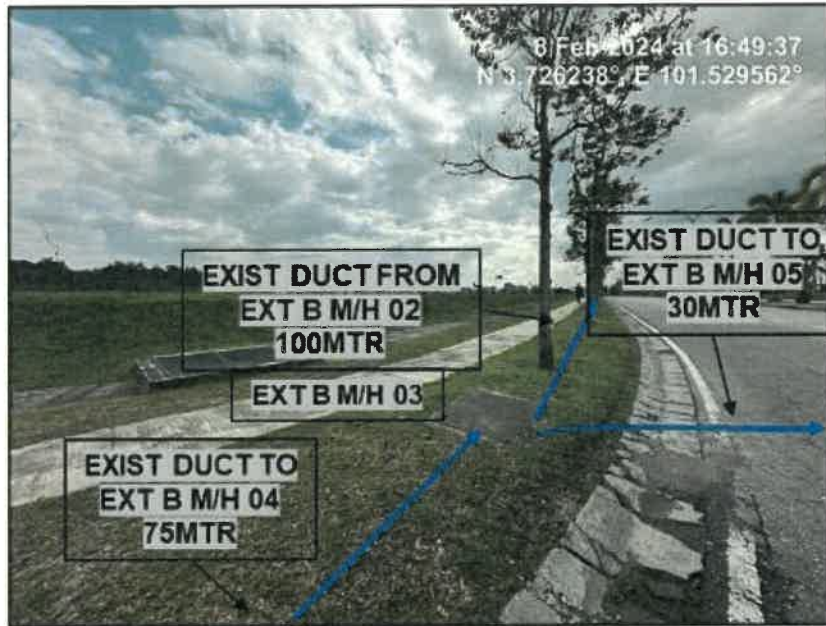 8 Feb 2024 at 16:49:37
N 3.726238°, E 101.529562°
EXIST DUCT FROM
EXT B M/H 02
100MTR
EXIST DUCT TO
EXT B M/H 05
30MTR
EXT B M/H 03
EXIST DUCT TO
EXT B M/H 04
75MTR